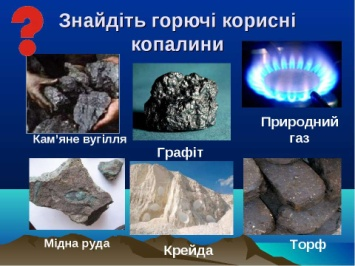 Знайдіть горючі корисні
копалини
Кам'яне вугілля
Графіт
Природний
газ
Мідна руда
Крейда
Торф